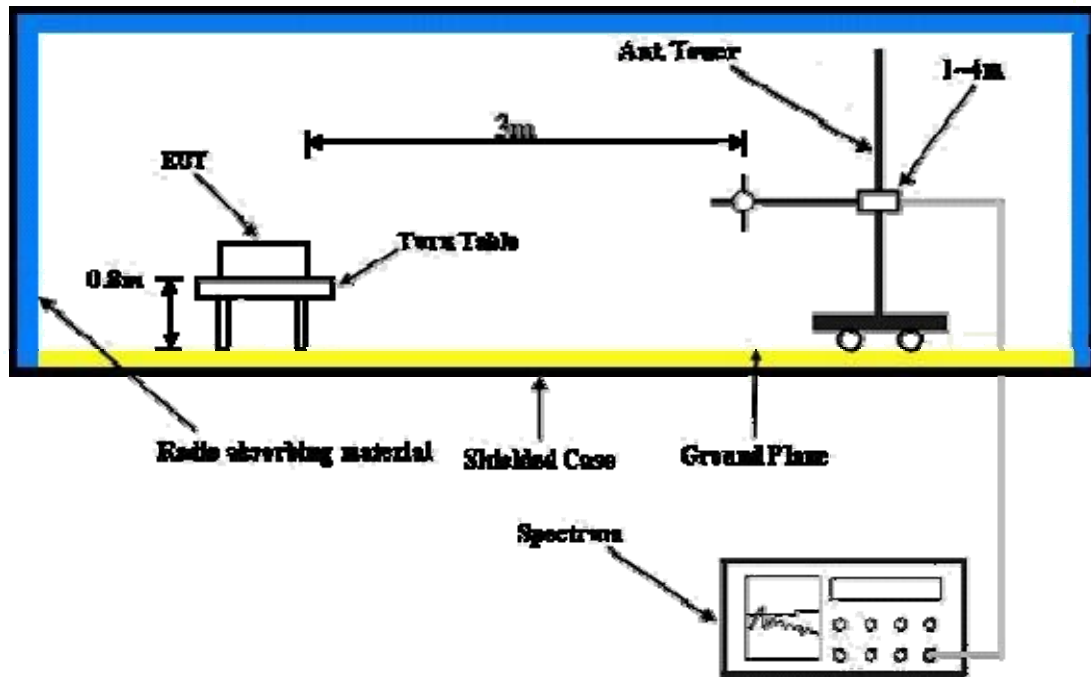 Ant. Tower
1~4m
3m
EUT
Turn Table
0.8m
Radio absorbing material
Shielded Case
Ground Plane
Spectrum